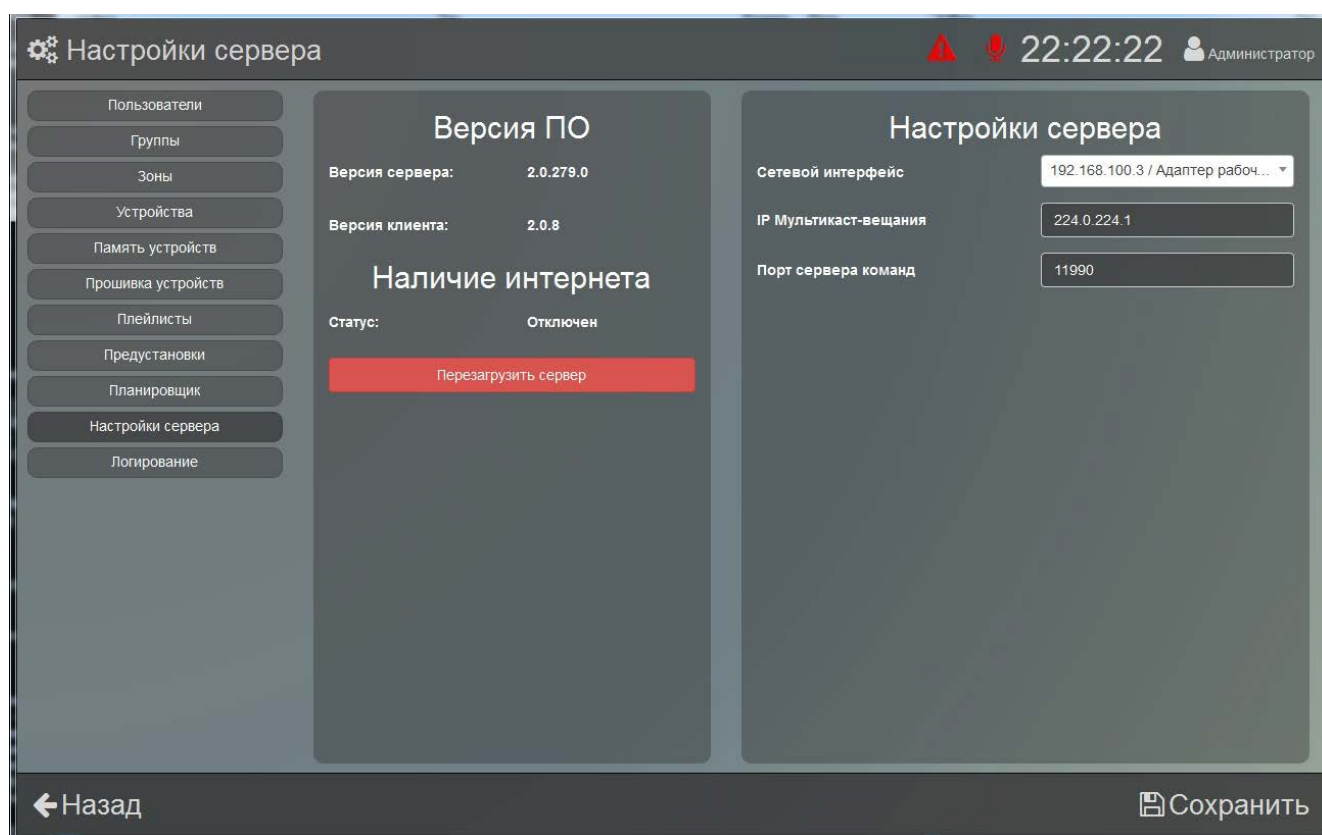 Настройки сервера
22:22:22
Администратор
Пользователи
Группы
Зоны
Устройства
Память устройств
Прошивка устройств
Плейлисты
Предустановки
Планировщик
Настройки сервера
Логирование
Версия ПО
Версия сервера: 2.0.279.0
Версия клиента: 2.0.8
Наличие интернета
Статус: Отключен
Перезагрузить сервер
Настройки сервера
Сетевой интерфейс 192.168.100.3 / Адаптер рабоч...
IP Мультикаст-вещания 224.0.224.1
Порт сервера команд 11990
Назад
Сохранить